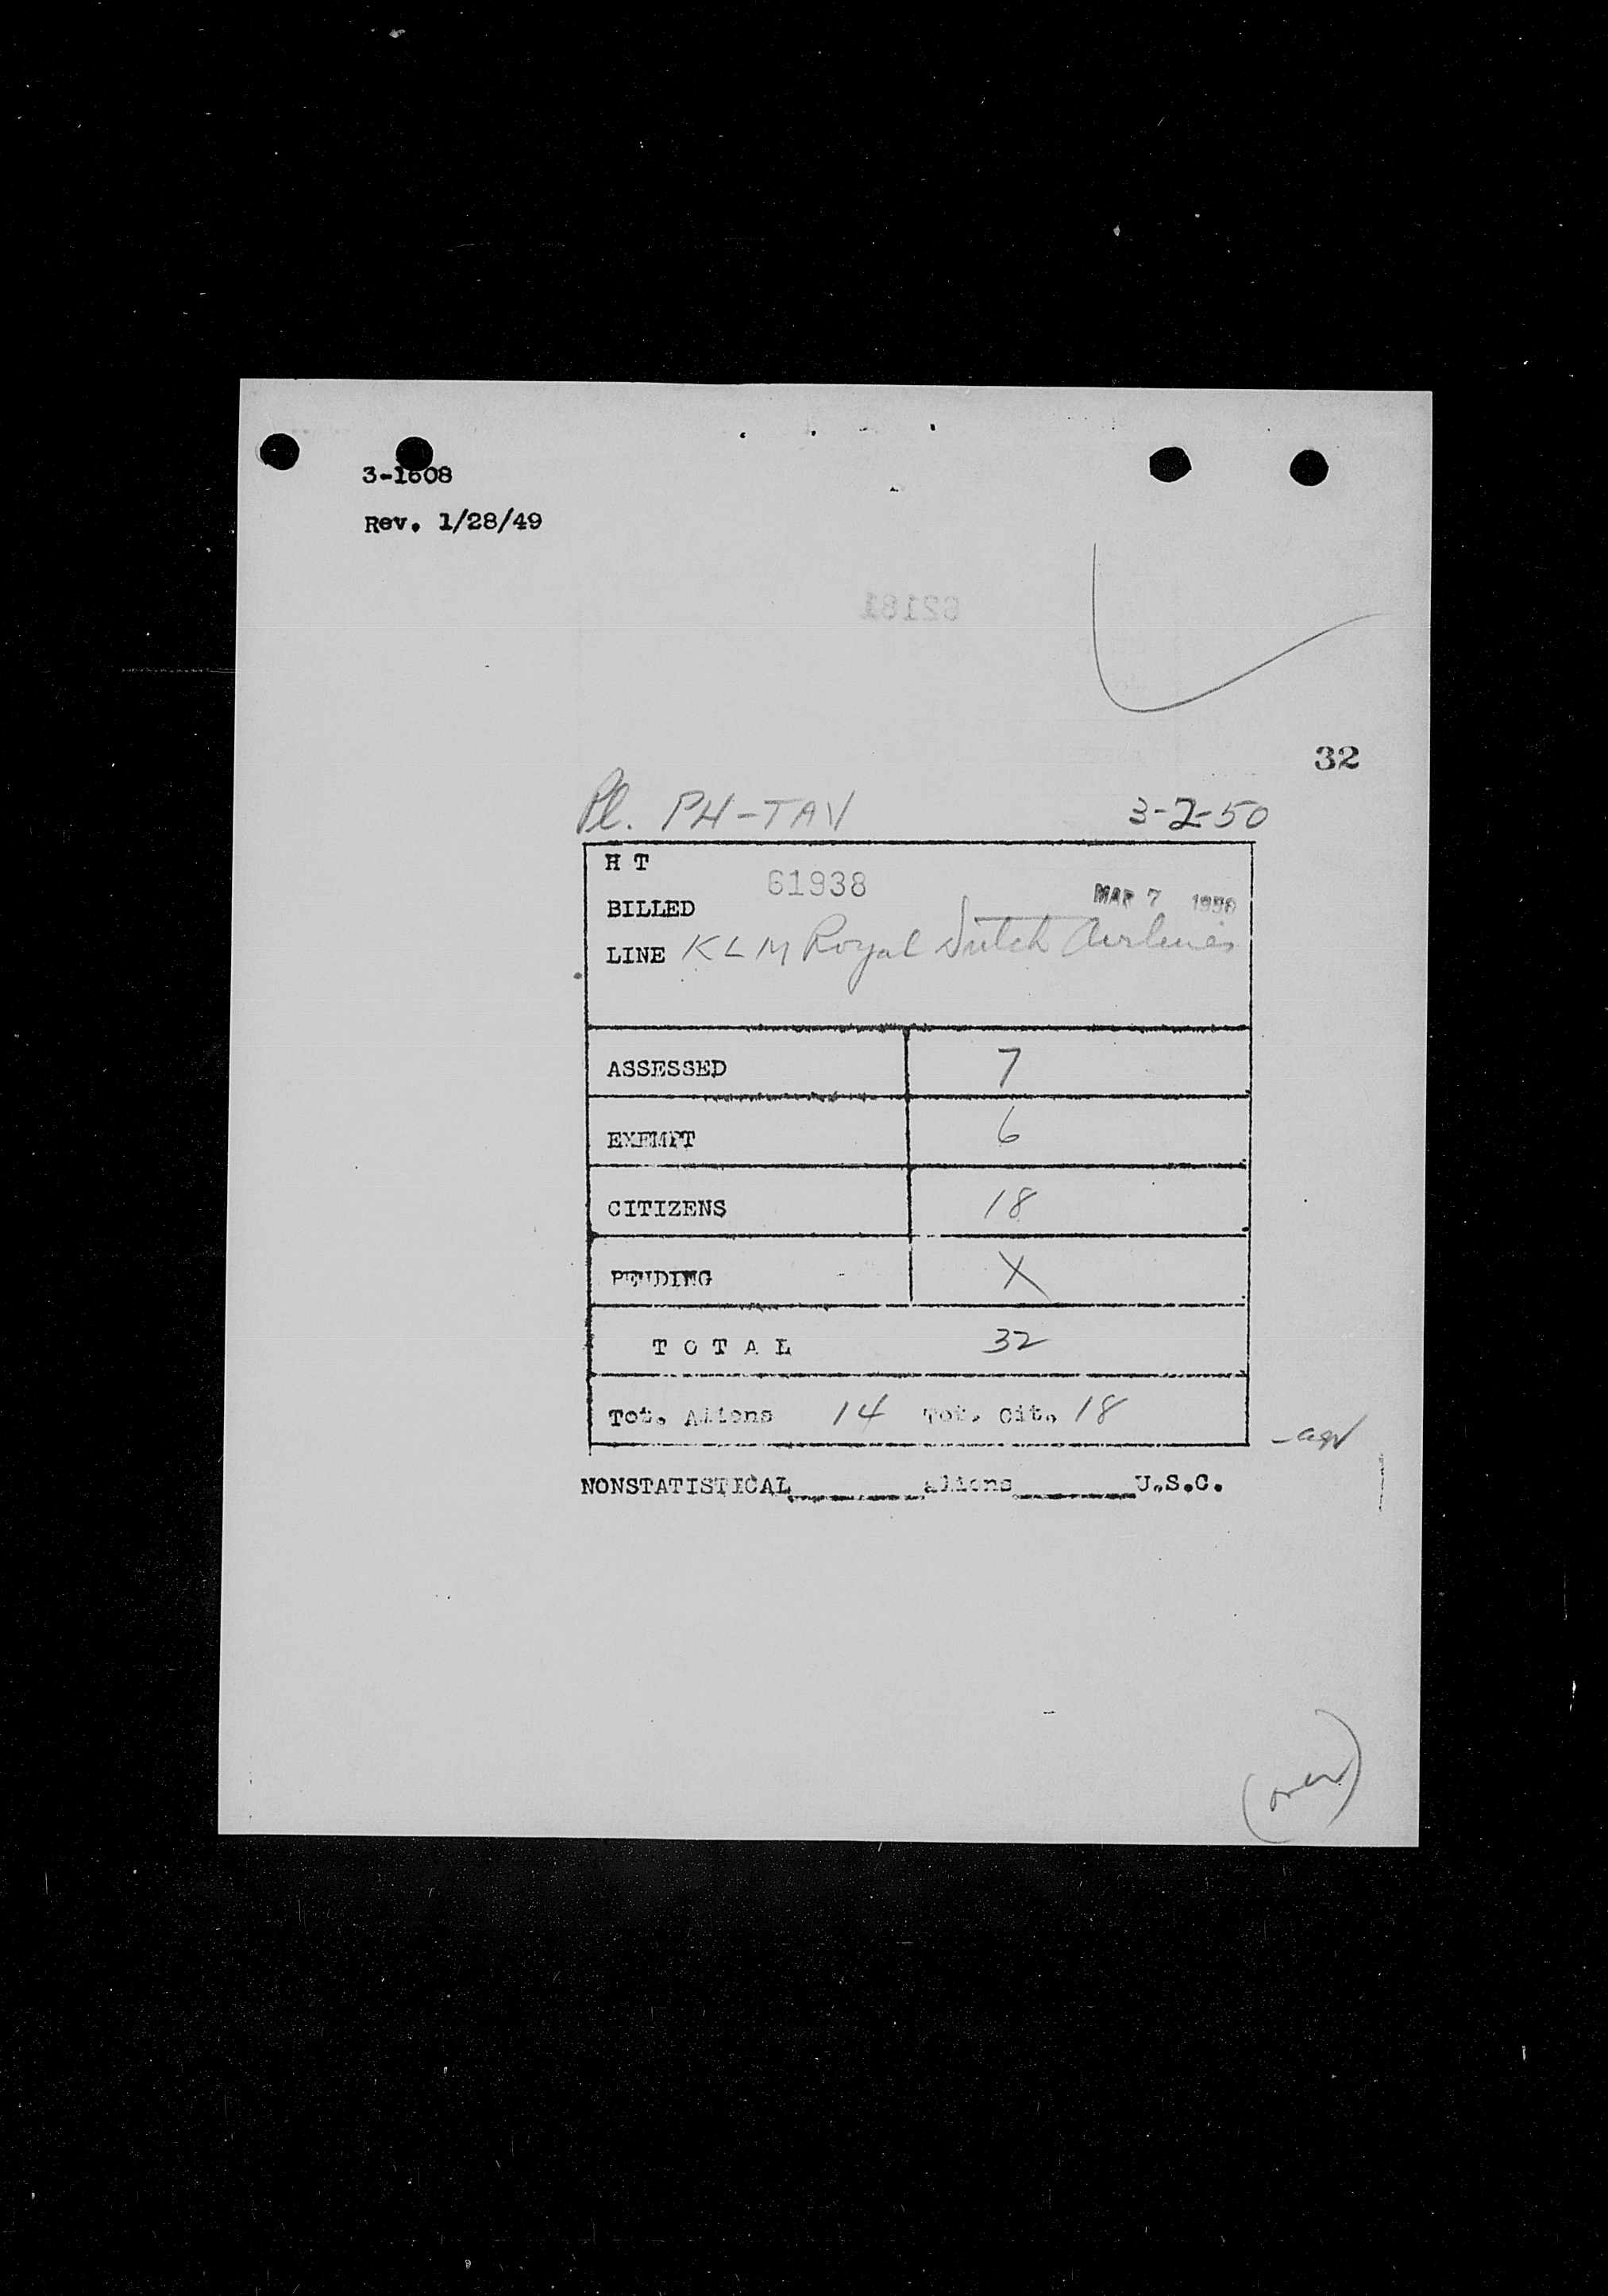 3-1608
Rev. 1/28/49
32
Pl. PH-TAV 3-2-50
H T
61938 MAR 7 1950
BILLED
LINE KLM Royal Dutch Airlines
ASSESSED 7
EXEMPT 6
CITIZENS 18
PENDING X
T O T A L 32
Tot. Aliens 14 Tot. Cit. 18
NONSTATISTICAL aliens U.S.C.
(over)